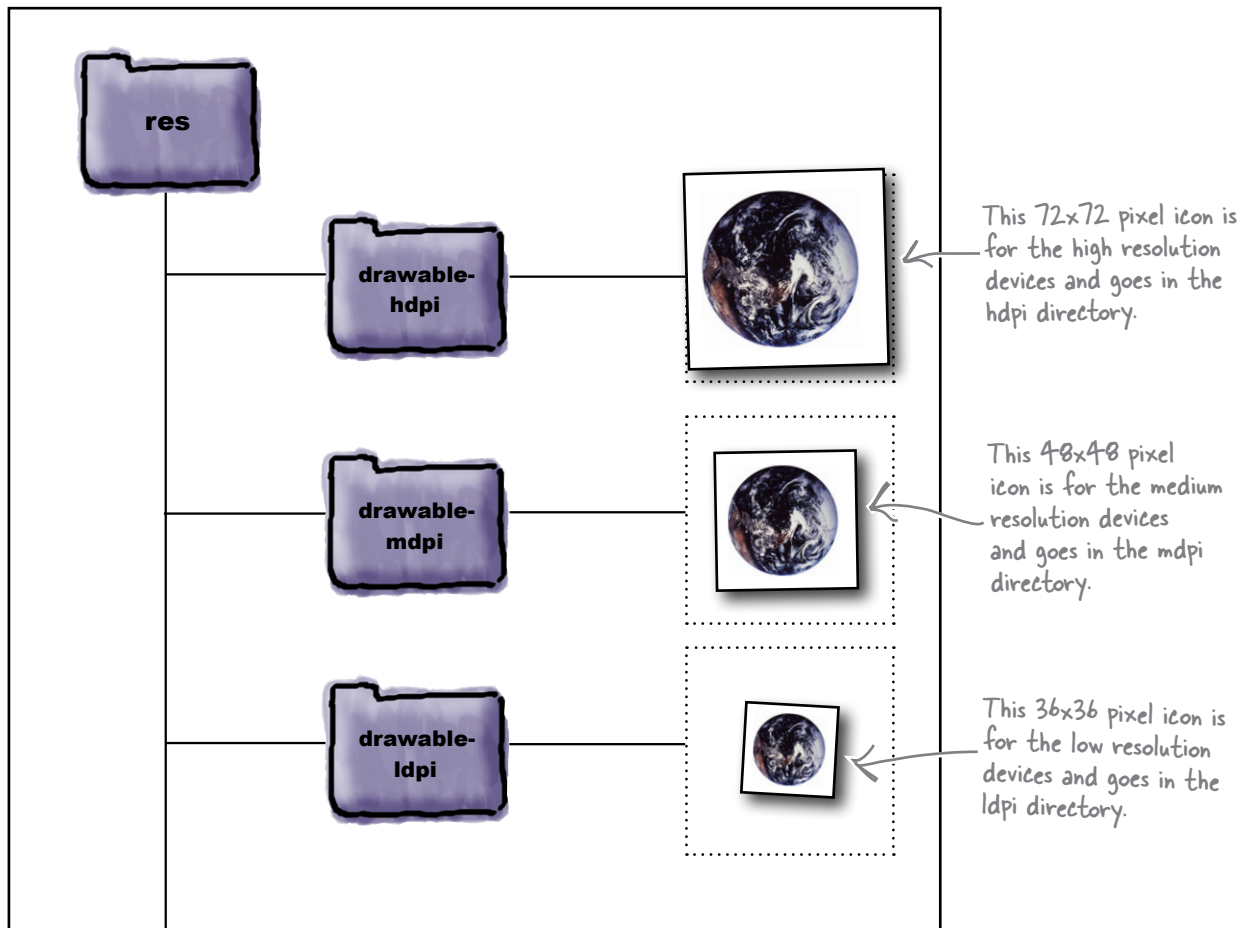 res
drawable-
hdpi
This 72x72 pixel icon is
for the high resolution
devices and goes in the
hdpi directory.
drawable-
mdpi
This 48x48 pixel
icon is for the medium
resolution devices
and goes in the mdpi
directory.
drawable-
ldpi
This 36x36 pixel icon is
for the low resolution
devices and goes in the
ldpi directory.